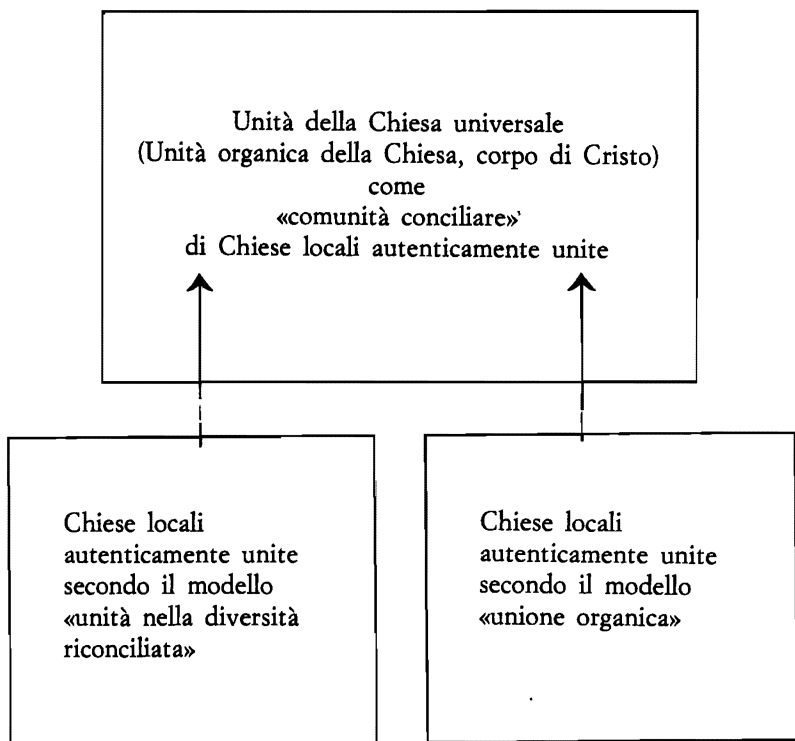 Unità della Chiesa universale
(Unità organica della Chiesa, corpo di Cristo)
come
«comunità conciliare»
di Chiese locali autenticamente unite
Chiese locali
autenticamente unite
secondo il modello
«unità nella diversità
riconciliata»
Chiese locali
autenticamente unite
secondo il modello
«unione organica»